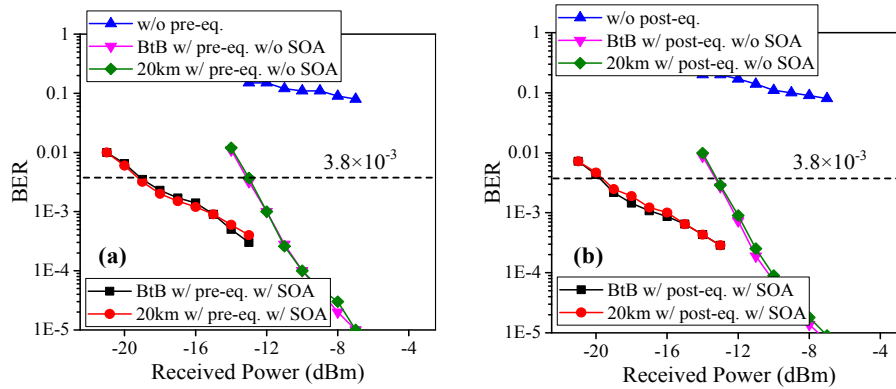 w/o pre-eq.
BtB w/ pre-eq. w/o SOA
20km w/ pre-eq. w/o SOA
1
0.1
0.01
1E-3
1E-4
1E-5
BER
3.8×10⁻³
(a)
BtB w/ pre-eq. w/ SOA
20km w/ pre-eq. w/ SOA
-20 -16 -12 -8 -4
Received Power (dBm)
w/o post-eq.
BtB w/ post-eq. w/o SOA
20km w/ post-eq. w/o SOA
1
0.1
0.01
1E-3
1E-4
1E-5
BER
3.8×10⁻³
(b)
BtB w/ post-eq. w/ SOA
20km w/ post-eq. w/ SOA
-20 -16 -12 -8 -4
Received Power (dBm)